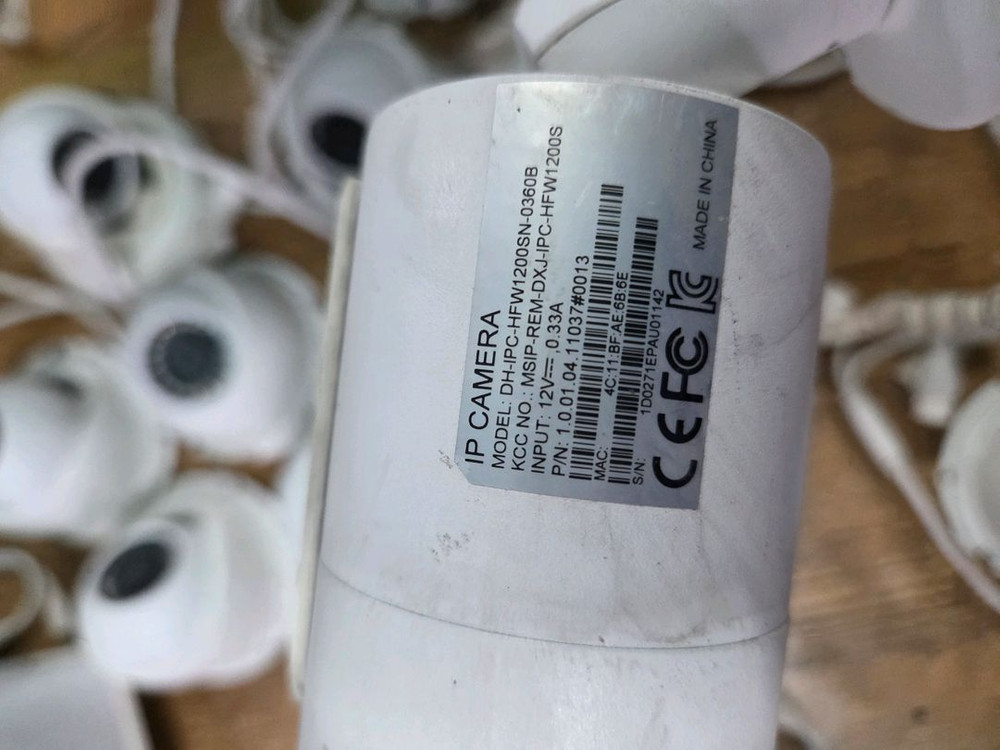 IP CAMERA
MODEL: DH-IPC-HFW1200SN-0360B
KCC NO.: MSIP-REM-DXJ-IPC-HFW1200S
INPUT: 12V⎓,0.33A
P/N: 1.0.01.04.11037#0013
MAC: 4C:11:BF:AE:6B:6E
S/N: 1D0271EPAU01142
CE FC KC MADE IN CHINA